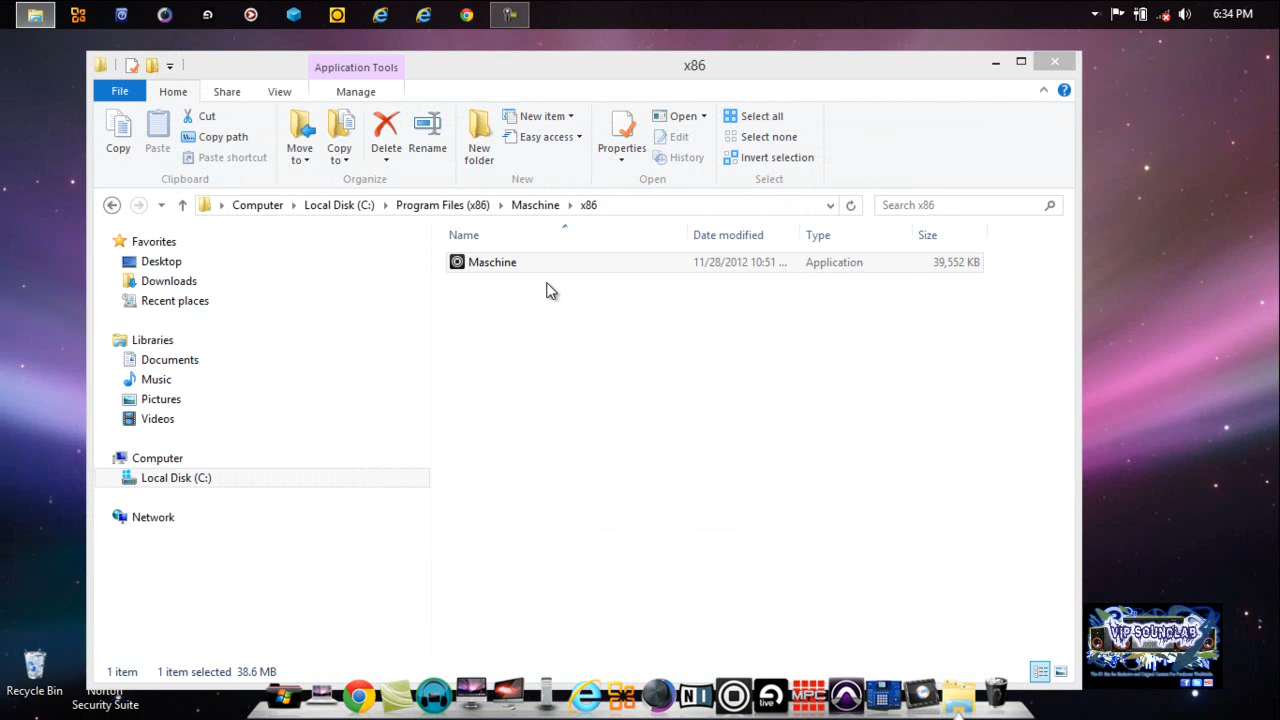 6:34 PM
Application Tools
x86
File
Home
Share
View
Manage
Copy
Paste
Cut
Copy path
Paste shortcut
Clipboard
Move to
Copy to
Delete
Rename
Organize
New folder
New item
Easy access
New
Properties
Open
Edit
History
Open
Select all
Select none
Invert selection
Select
Computer
Local Disk (C:)
Program Files (x86)
Maschine
x86
Search x86
Name
Date modified
Type
Size
Maschine
11/28/2012 10:51 ...
Application
39,552 KB
Favorites
Desktop
Downloads
Recent places
Libraries
Documents
Music
Pictures
Videos
Computer
Local Disk (C:)
Network
1 item
1 item selected 38.6 MB
Recycle Bin
Norton
Security Suite
VIP SOUNDLAB
live
MPC